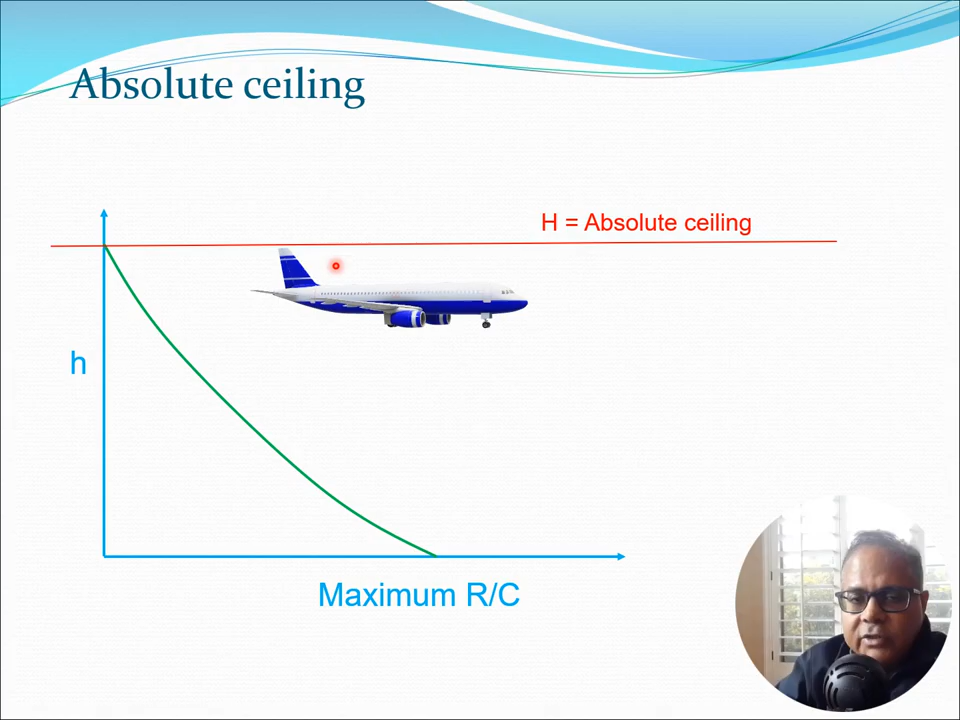 Absolute ceiling
H = Absolute ceiling
h
Maximum R/C